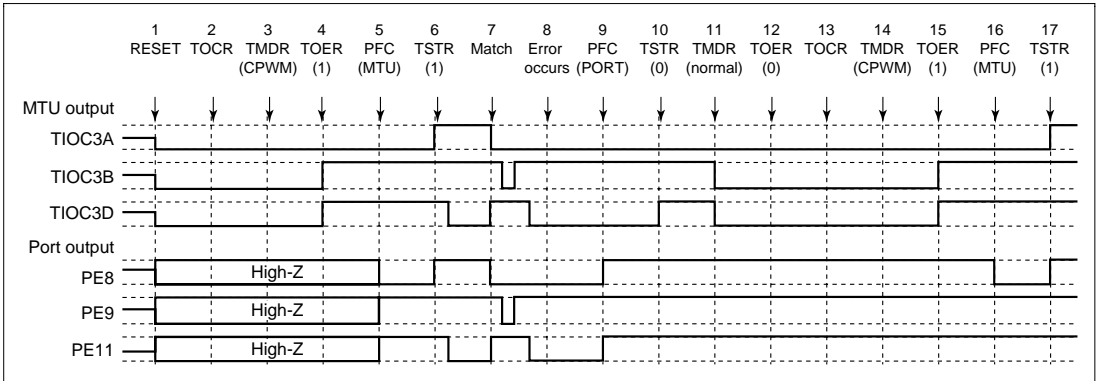 1 2 3 4 5 6 7 8 9 10 11 12 13 14 15 16 17
RESET TOCR TMDR TOER PFC TSTR Match Error PFC TSTR TMDR TOER TOCR TMDR TOER PFC TSTR
(CPWM) (1) (MTU) (1) occurs (PORT) (0) (normal) (0) (CPWM) (1) (MTU) (1)
MTU output
TIOC3A
TIOC3B
TIOC3D
Port output
PE8 High-Z
PE9 High-Z
PE11 High-Z